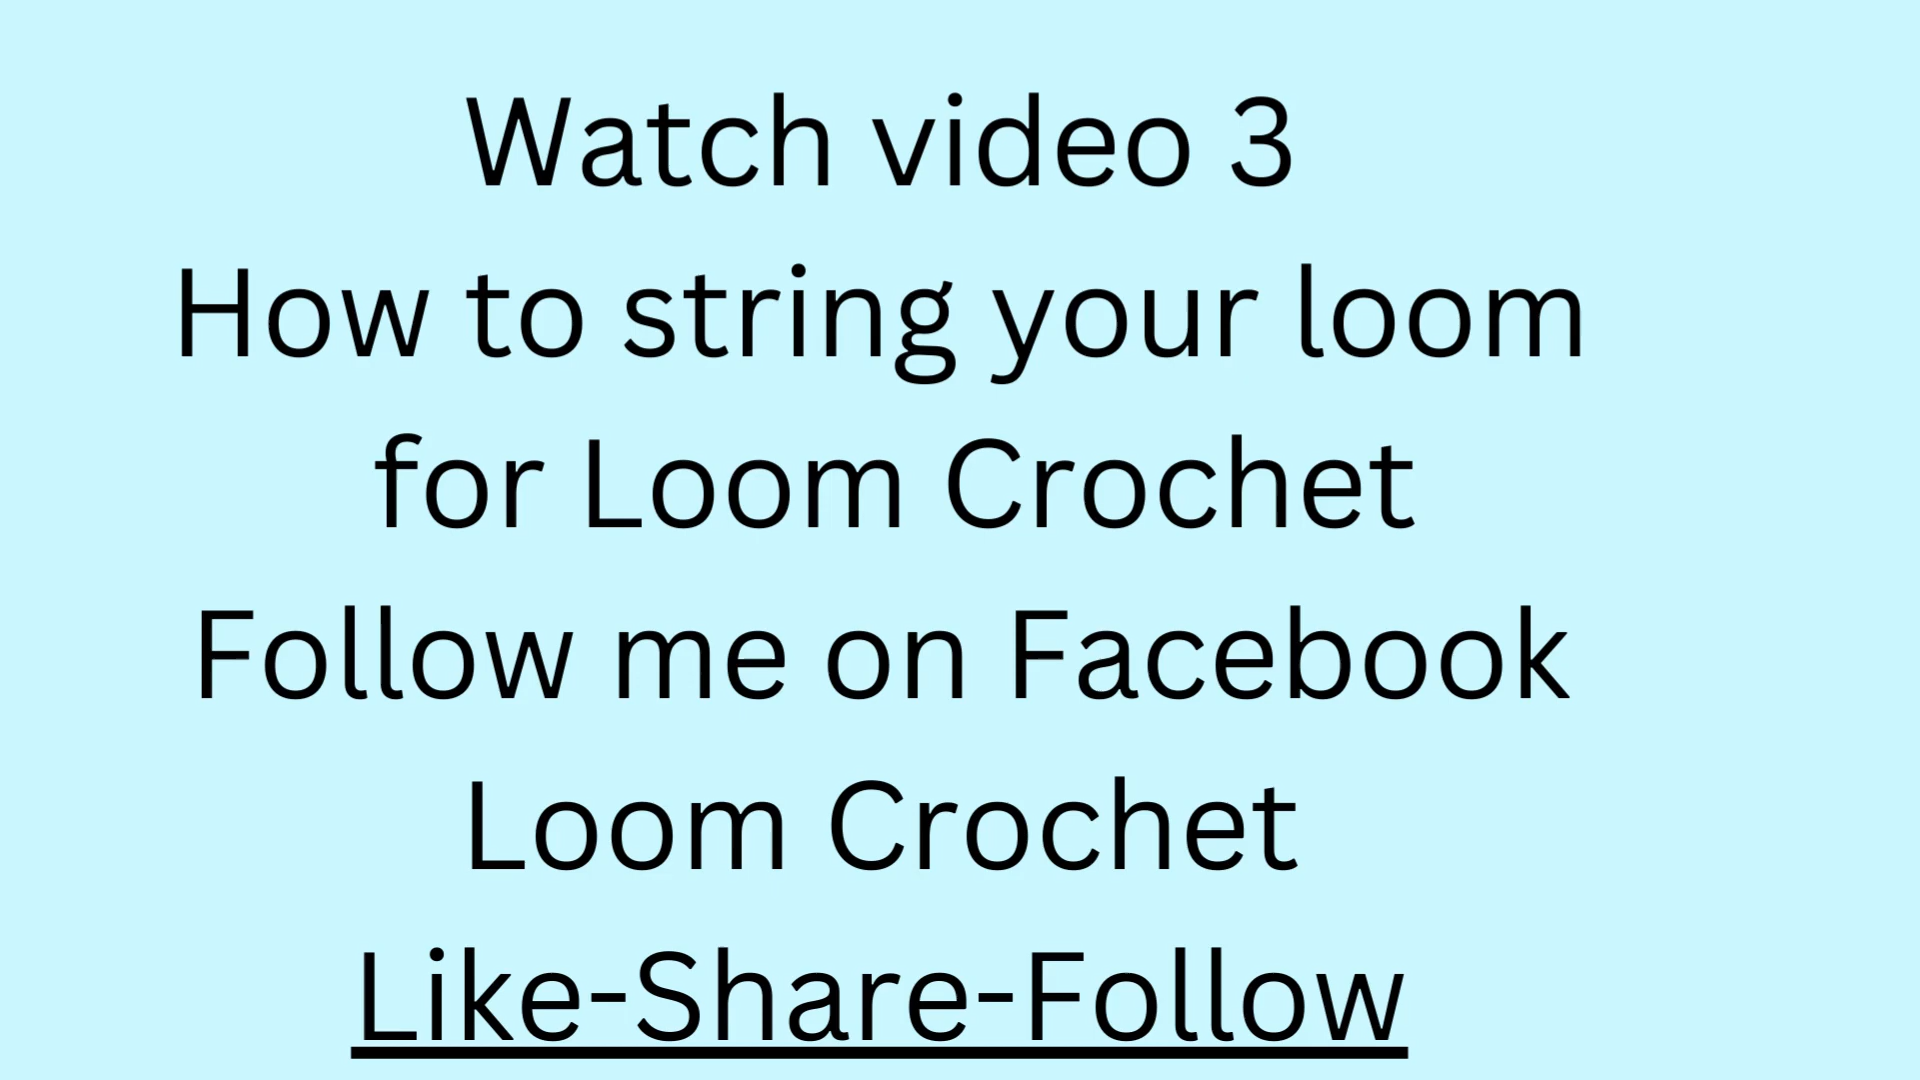 Watch video 3
How to string your loom
for Loom Crochet
Follow me on Facebook
Loom Crochet
Like-Share-Follow